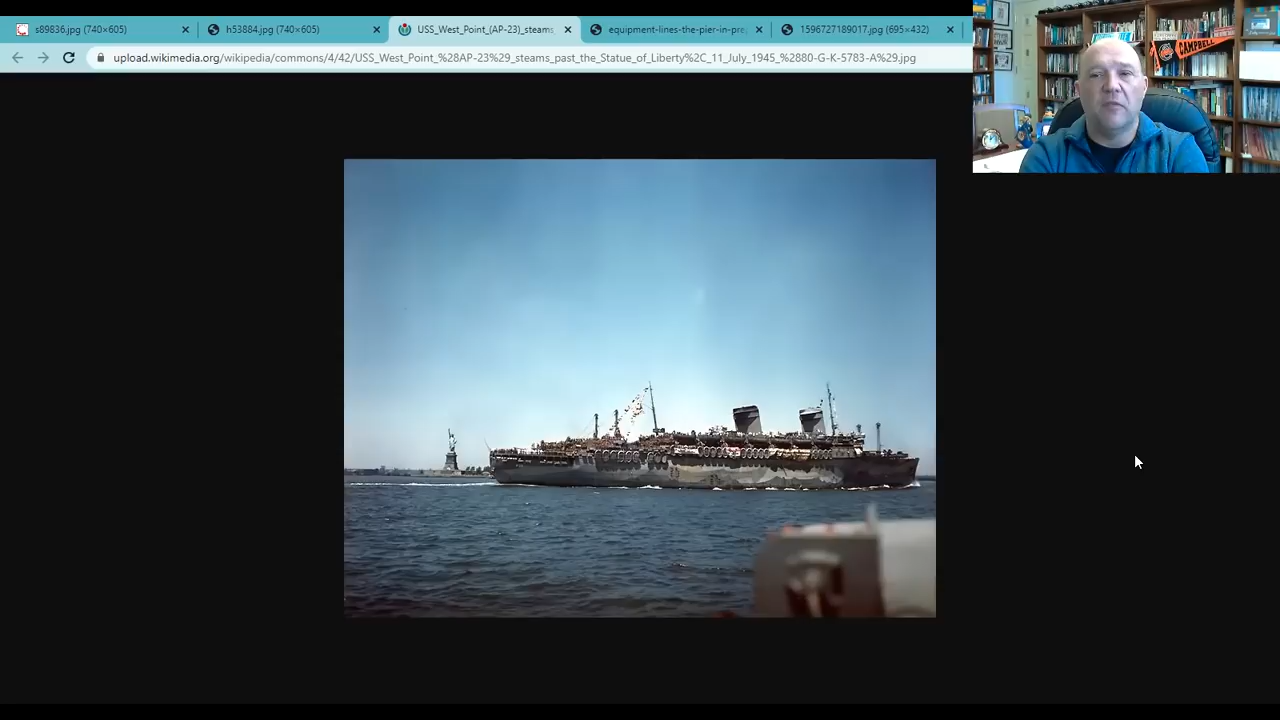 s89836.jpg (740×605)
h53884.jpg (740×605)
USS_West_Point_(AP-23)_steams
equipment-lines-the-pier-in-pre
1596727189017.jpg (695×432)
upload.wikimedia.org/wikipedia/commons/4/42/USS_West_Point_%28AP-23%29_steams_past_the_Statue_of_Liberty%2C_11_July_1945_%2880-G-K-5783-A%29.jpg
CAMPBELL